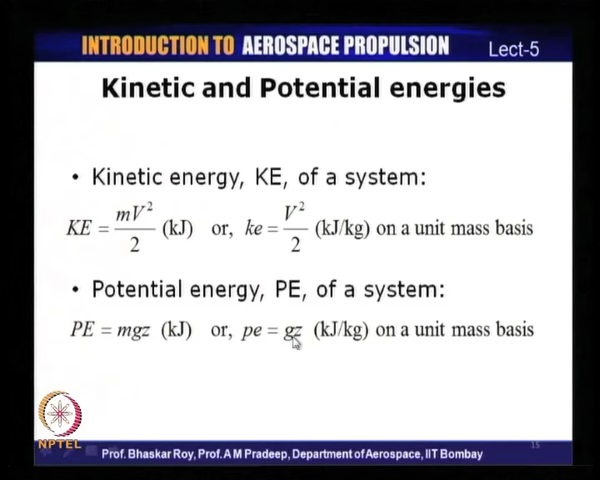 INTRODUCTION TO AEROSPACE PROPULSION Lect-5
Kinetic and Potential energies
• Kinetic energy, KE, of a system:
KE = mV²/2 (kJ) or, ke = V²/2 (kJ/kg) on a unit mass basis
• Potential energy, PE, of a system:
PE = mgz (kJ) or, pe = gz (kJ/kg) on a unit mass basis
NPTEL
15
Prof. Bhaskar Roy, Prof. A M Pradeep, Department of Aerospace, IIT Bombay